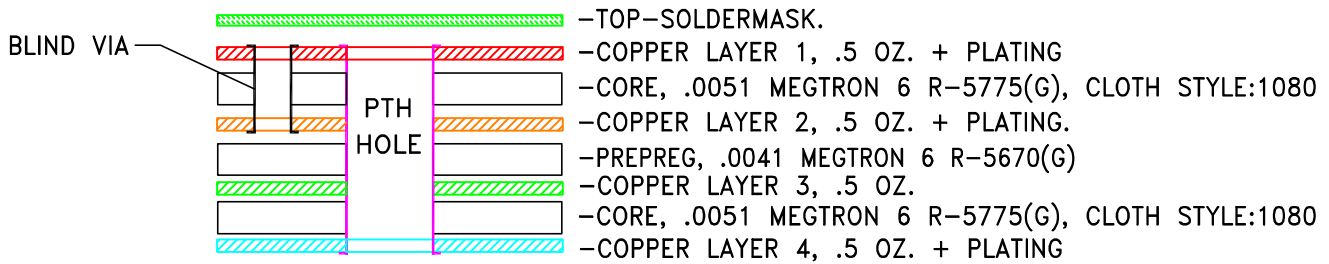 -TOP-SOLDERMASK.
BLIND VIA
-COPPER LAYER 1, .5 OZ. + PLATING
-CORE, .0051 MEGTRON 6 R-5775(G), CLOTH STYLE:1080
PTH
HOLE
-COPPER LAYER 2, .5 OZ. + PLATING.
-PREPREG, .0041 MEGTRON 6 R-5670(G)
-COPPER LAYER 3, .5 OZ.
-CORE, .0051 MEGTRON 6 R-5775(G), CLOTH STYLE:1080
-COPPER LAYER 4, .5 OZ. + PLATING